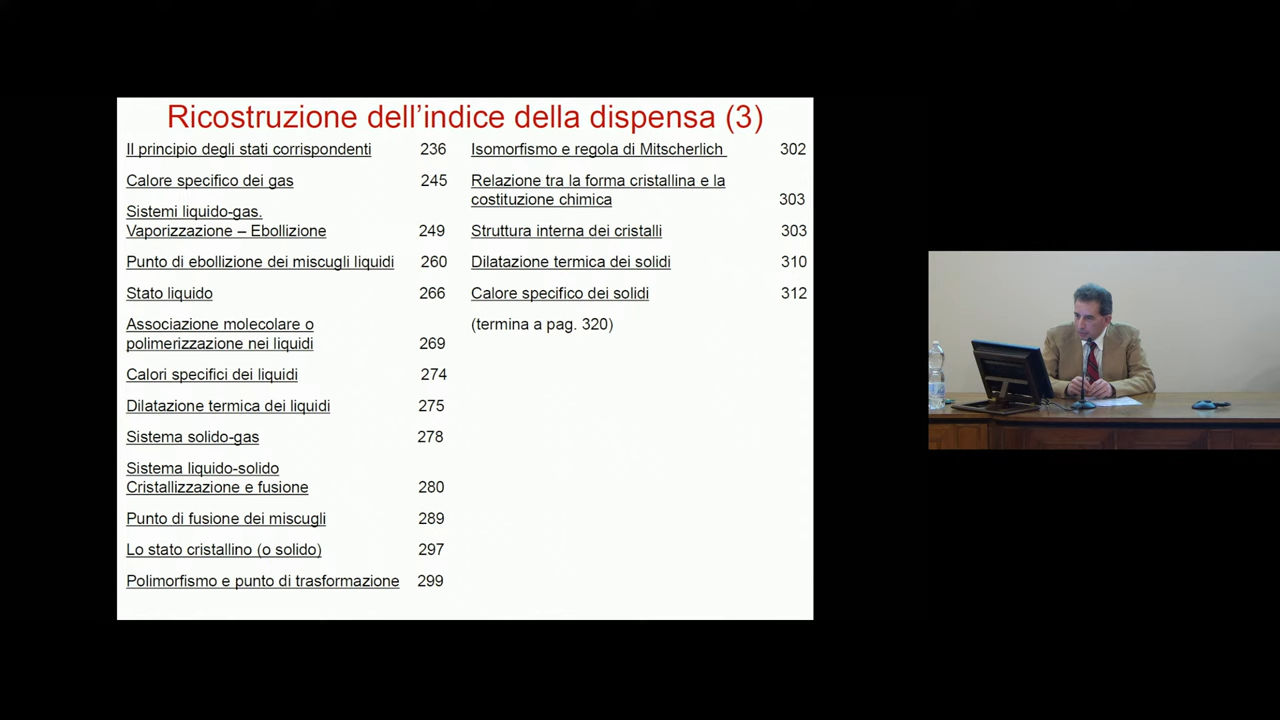 Ricostruzione dell'indice della dispensa (3)
Il principio degli stati corrispondenti 236
Calore specifico dei gas 245
Sistemi liquido-gas.
Vaporizzazione – Ebollizione 249
Punto di ebollizione dei miscugli liquidi 260
Stato liquido 266
Associazione molecolare o
polimerizzazione nei liquidi 269
Calori specifici dei liquidi 274
Dilatazione termica dei liquidi 275
Sistema solido-gas 278
Sistema liquido-solido
Cristallizzazione e fusione 280
Punto di fusione dei miscugli 289
Lo stato cristallino (o solido) 297
Polimorfismo e punto di trasformazione 299
Isomorfismo e regola di Mitscherlich 302
Relazione tra la forma cristallina e la
costituzione chimica 303
Struttura interna dei cristalli 303
Dilatazione termica dei solidi 310
Calore specifico dei solidi 312
(termina a pag. 320)